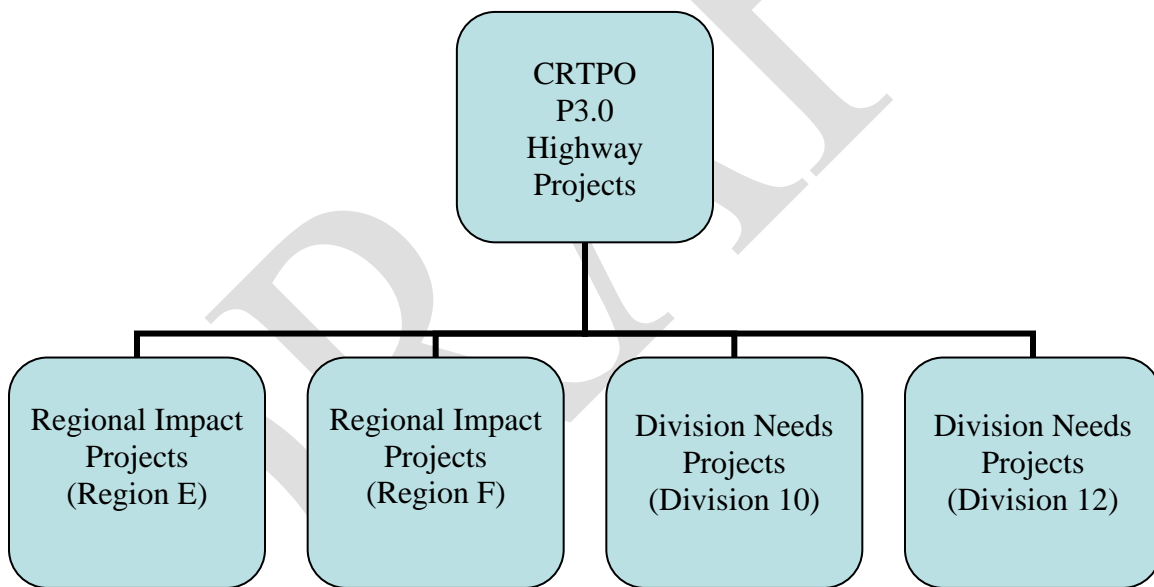 CRTPO
P3.0
Highway
Projects
Regional Impact
Projects
(Region E)
Regional Impact
Projects
(Region F)
Division Needs
Projects
(Division 10)
Division Needs
Projects
(Division 12)